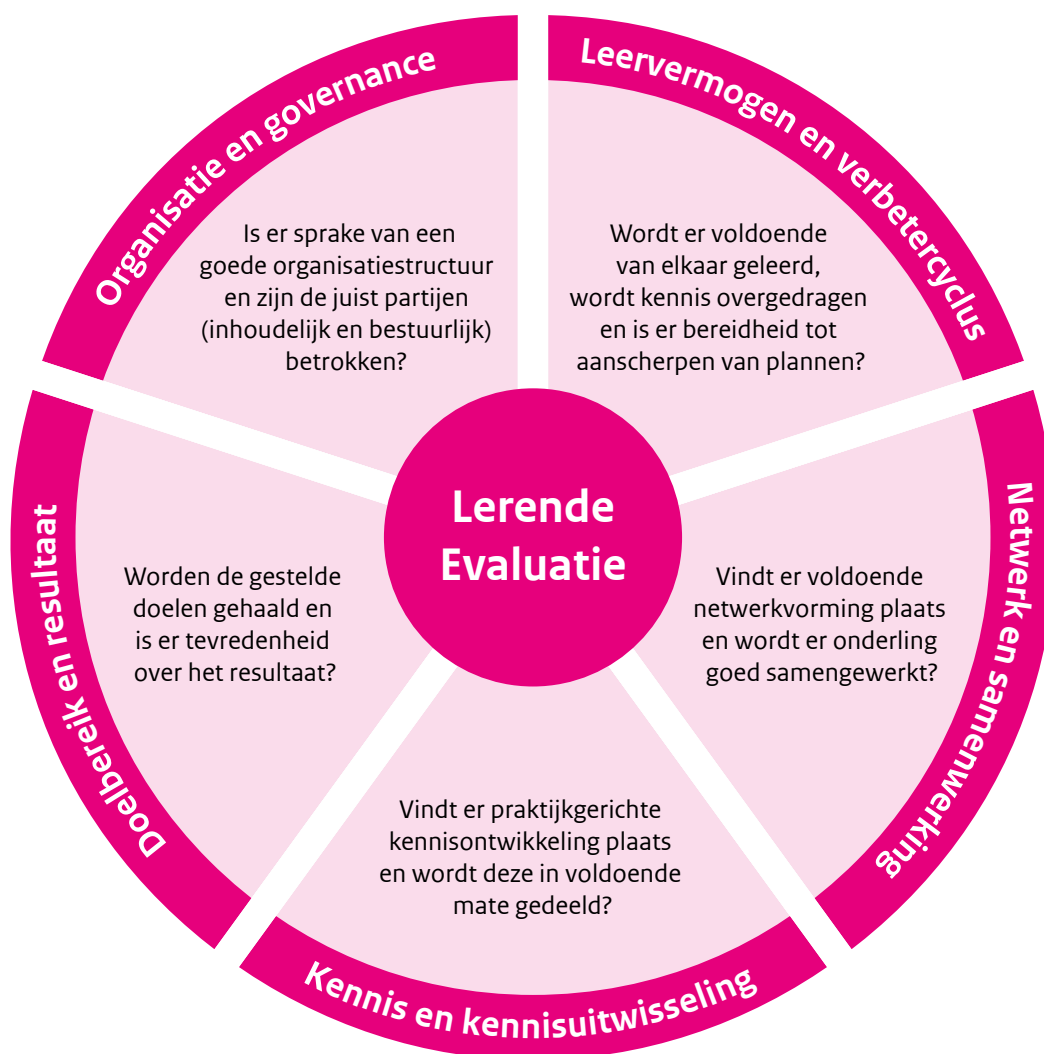 Organisatie en governance
Is er sprake van een
goede organisatiestructuur
en zijn de juist partijen
(inhoudelijk en bestuurlijk)
betrokken?
Leervermogen en verbetercyclus
Wordt er voldoende
van elkaar geleerd,
wordt kennis overgedragen
en is er bereidheid tot
aanscherpen van plannen?
Lerende
Evaluatie
Netwerk en samenwerking
Vindt er voldoende
netwerkvorming plaats
en wordt er onderling
goed samengewerkt?
Kennis en kennisuitwisseling
Vindt er praktijkgerichte
kennisontwikkeling plaats
en wordt deze in voldoende
mate gedeeld?
Doelbereik en resultaat
Worden de gestelde
doelen gehaald en
is er tevredenheid
over het resultaat?